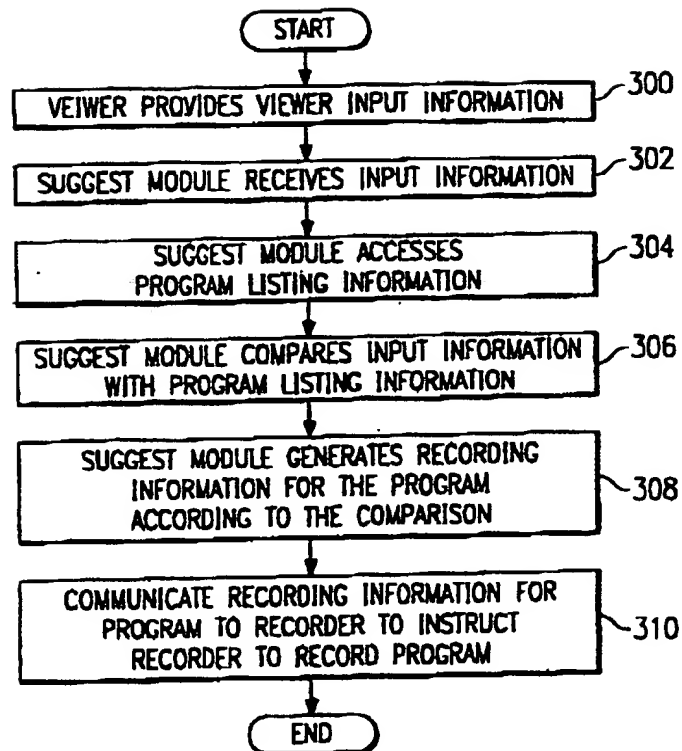 START
VEIWER PROVIDES VIEWER INPUT INFORMATION
300
SUGGEST MODULE RECEIVES INPUT INFORMATION
302
SUGGEST MODULE ACCESSES
PROGRAM LISTING INFORMATION
304
SUGGEST MODULE COMPARES INPUT INFORMATION
WITH PROGRAM LISTING INFORMATION
306
SUGGEST MODULE GENERATES RECORDING
INFORMATION FOR THE PROGRAM
ACCORDING TO THE COMPARISON
308
COMMUNICATE RECORDING INFORMATION FOR
PROGRAM TO RECORDER TO INSTRUCT
RECORDER TO RECORD PROGRAM
310
END